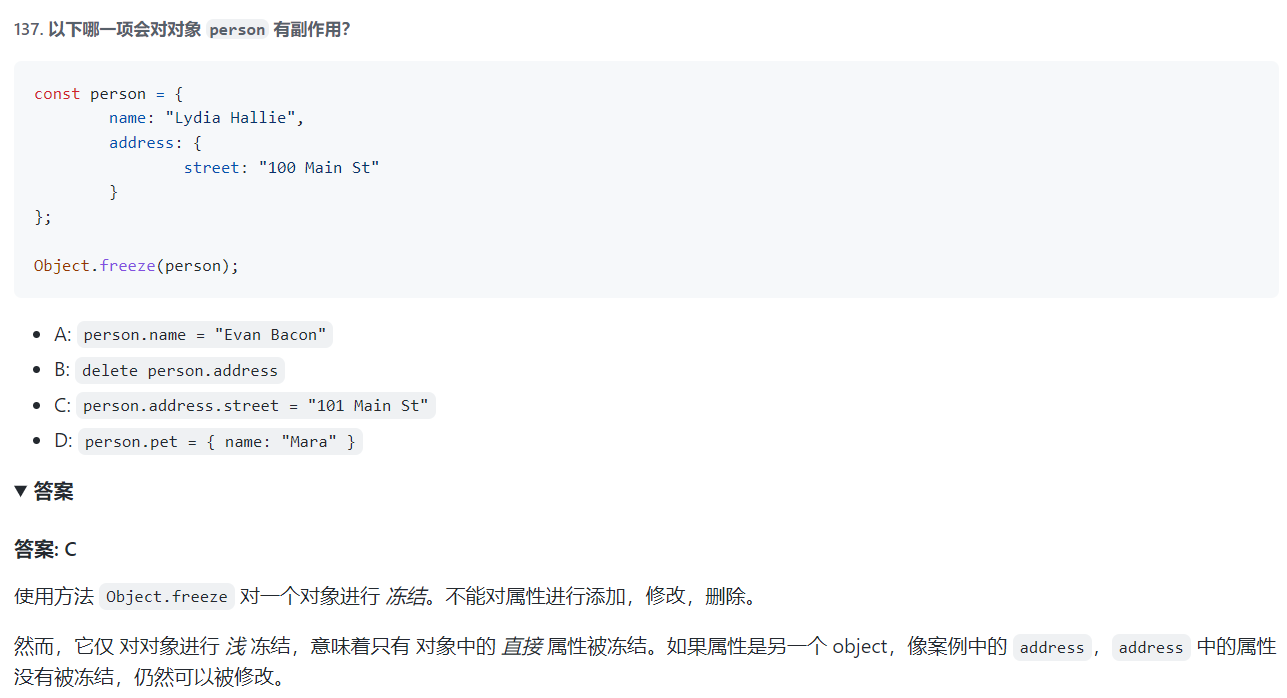 137. 以下哪一项会对对象 person 有副作用?
const person = {
        name: "Lydia Hallie",
        address: {
                street: "100 Main St"
        }
};
Object.freeze(person);
• A: person.name = "Evan Bacon"
• B: delete person.address
• C: person.address.street = "101 Main St"
• D: person.pet = { name: "Mara" }
▼ 答案
答案: C
使用方法 Object.freeze 对一个对象进行 冻结。不能对属性进行添加，修改，删除。
然而，它仅 对对象进行 浅 冻结，意味着只有 对象中的 直接 属性被冻结。如果属性是另一个 object，像案例中的 address，address 中的属性
没有被冻结，仍然可以被修改。